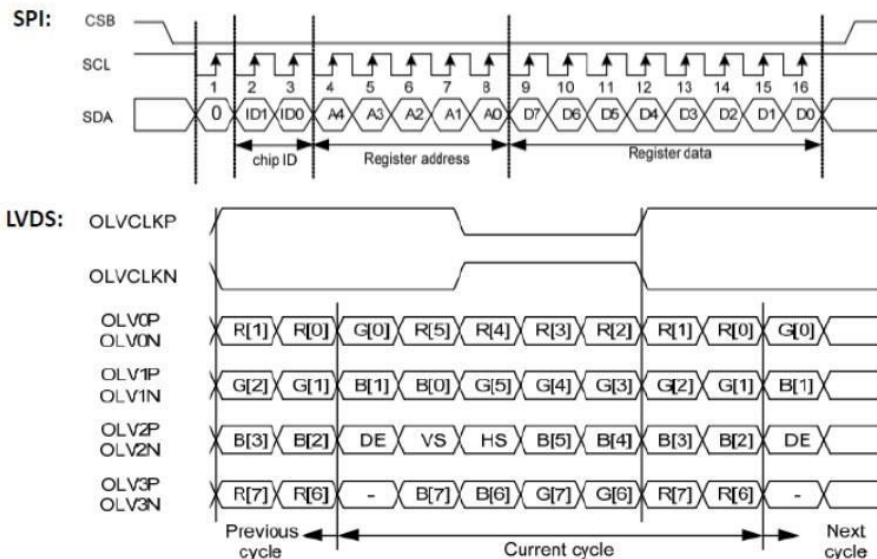 SPI:
CSB
SCL
1 2 3 4 5 6 7 8 9 10 11 12 13 14 15 16
SDA
0 ID1 ID0 A4 A3 A2 A1 A0 D7 D6 D5 D4 D3 D2 D1 D0
chip ID Register address Register data
LVDS:
OLVCLKP
OLVCLKN
OLV0P
OLV0N
R[1] R[0] G[0] R[5] R[4] R[3] R[2] R[1] R[0] G[0]
OLV1P
OLV1N
G[2] G[1] B[1] B[0] G[5] G[4] G[3] G[2] G[1] B[1]
OLV2P
OLV2N
B[3] B[2] DE VS HS B[5] B[4] B[3] B[2] DE
OLV3P
OLV3N
R[7] R[6] - B[7] B[6] G[7] G[6] R[7] R[6] -
Previous cycle
Current cycle
Next cycle